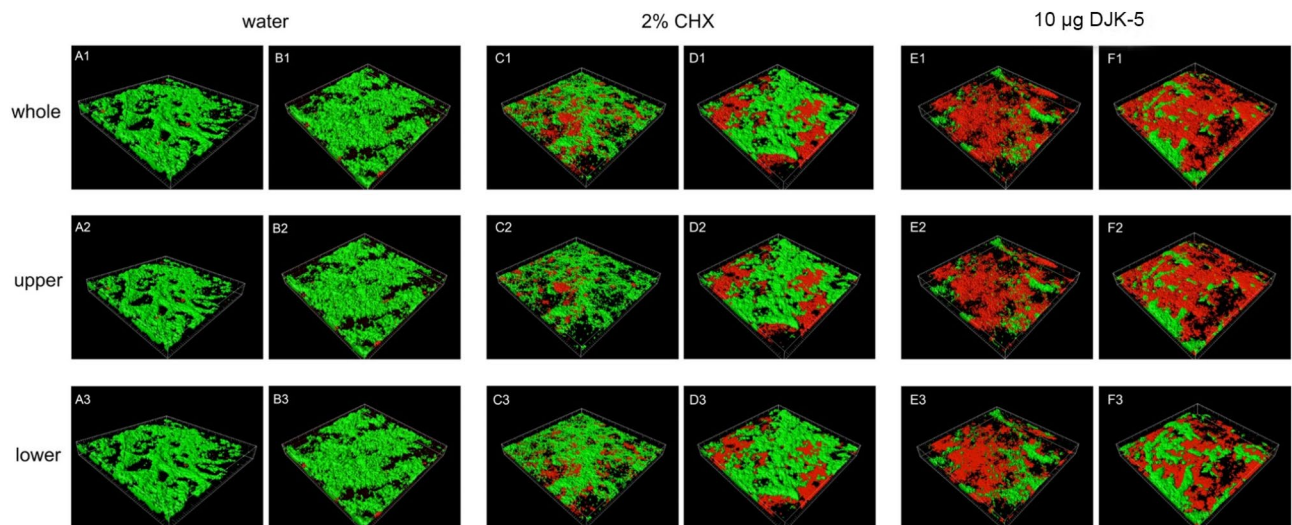 water 2% CHX 10 µg DJK-5
A1 B1 C1 D1 E1 F1
whole
A2 B2 C2 D2 E2 F2
upper
A3 B3 C3 D3 E3 F3
lower